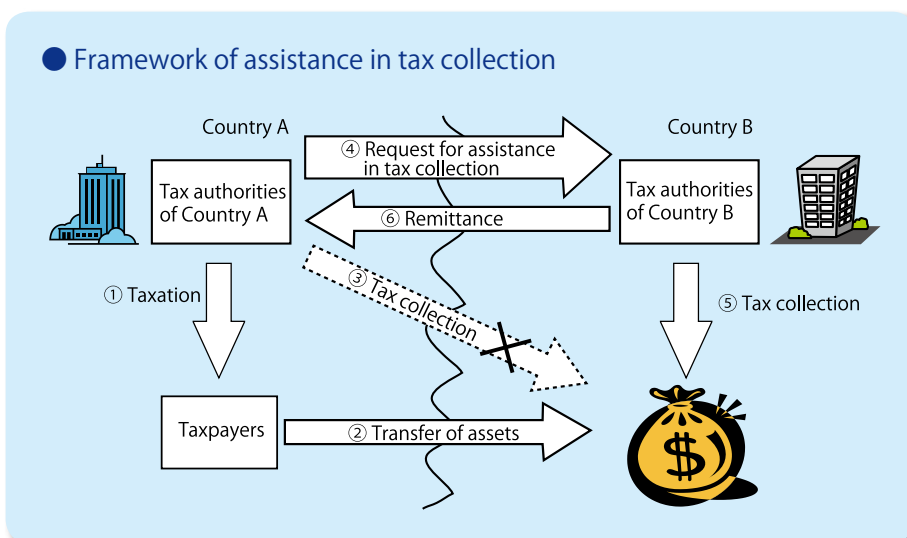 ● Framework of assistance in tax collection
Country A
Country B
④ Request for assistance
in tax collection
Tax authorities
of Country A
Tax authorities
of Country B
⑥ Remittance
③ Tax collection
① Taxation
⑤ Tax collection
Taxpayers
② Transfer of assets
$